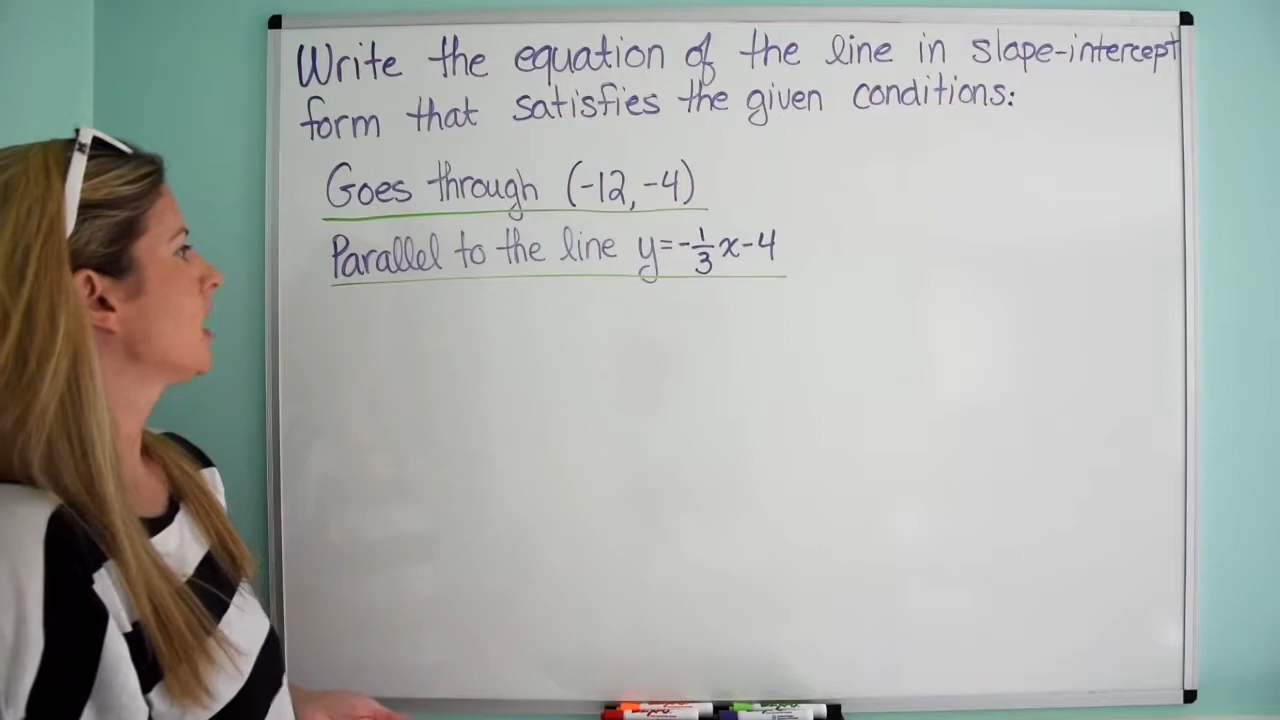 Write the equation of the line in slope-intercept
form that satisfies the given conditions:
Goes through (-12, -4)
Parallel to the line y=-1/3x-4